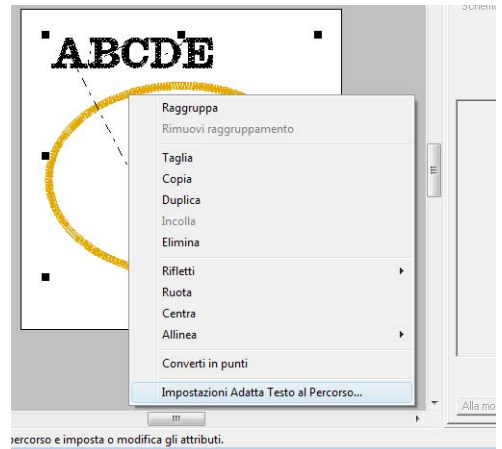 Schema
ABCDE
Raggruppa
Rimuovi raggruppamento
Taglia
Copia
Duplica
Incolla
Elimina
Rifletti
Ruota
Centra
Allinea
Converti in punti
Impostazioni Adatta Testo al Percorso...
Alla mo
percorso e imposta o modifica gli attributi.